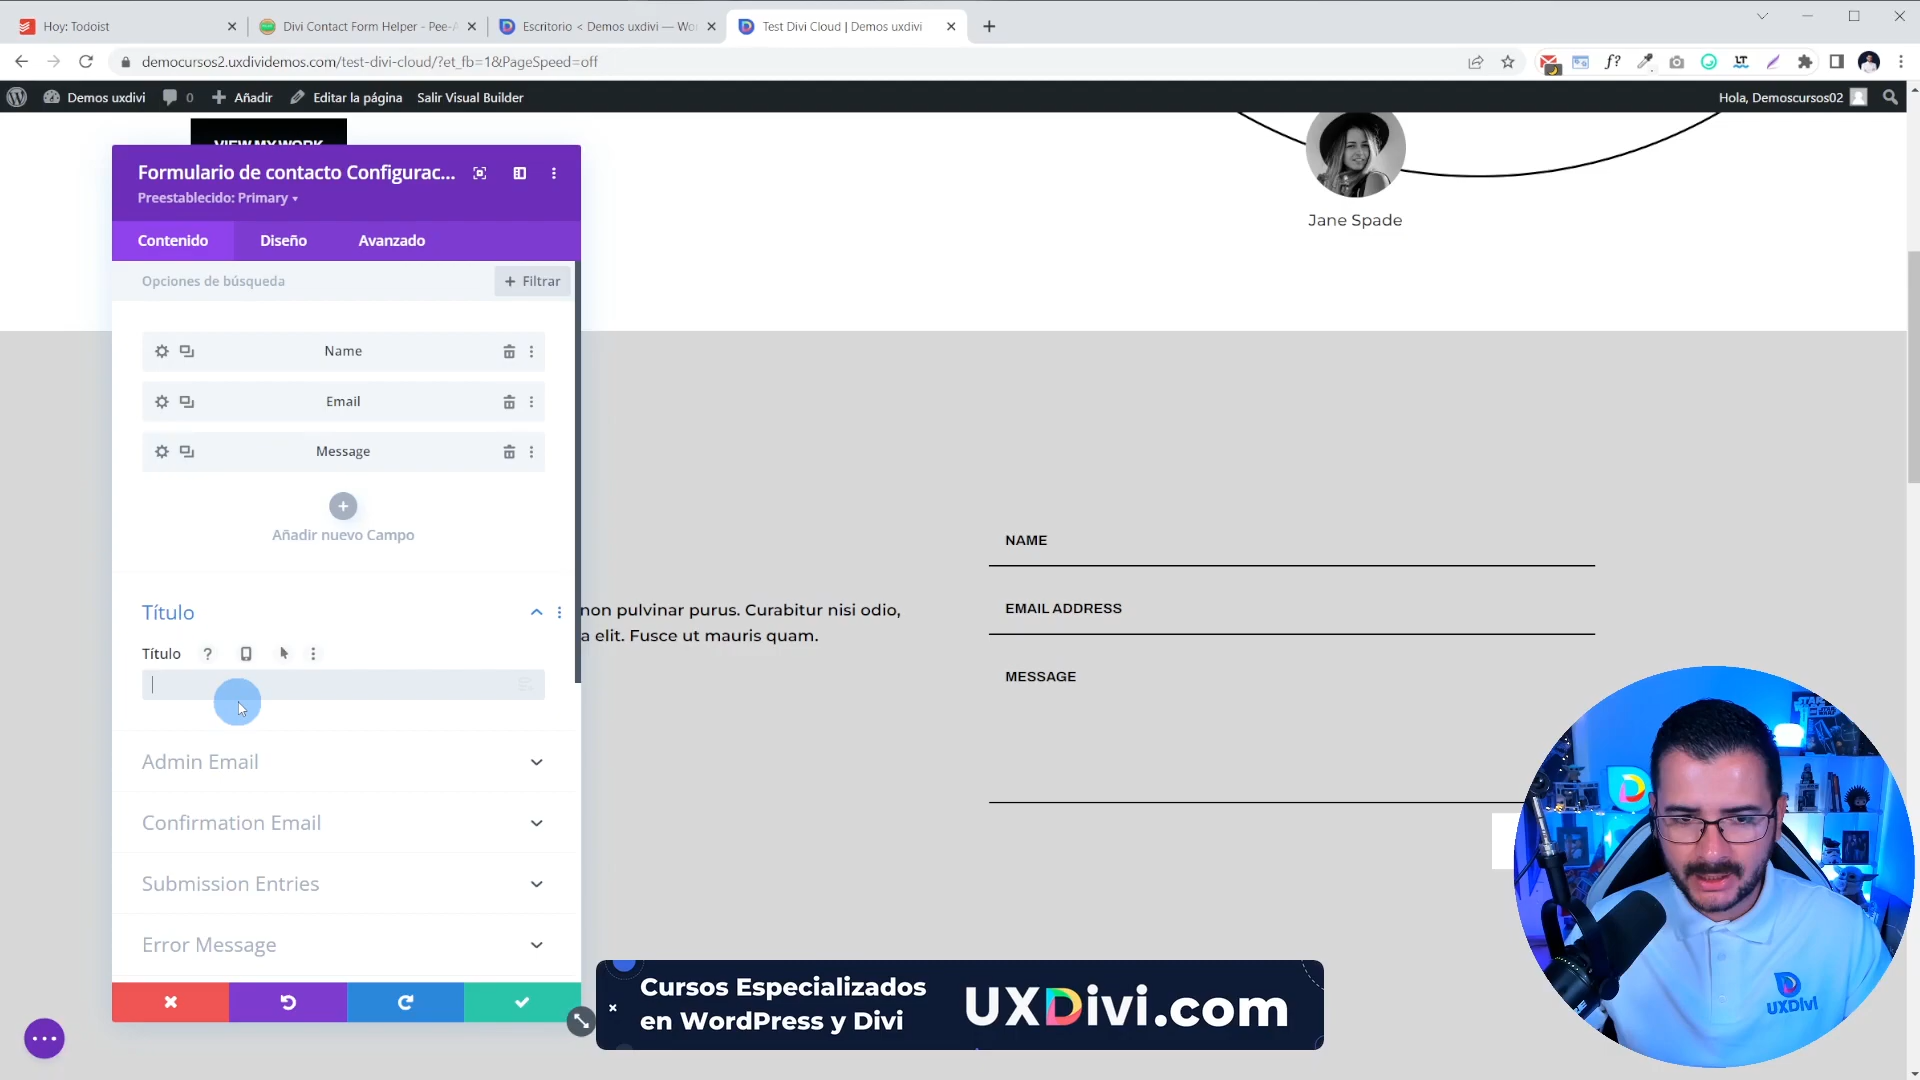 Hoy: Todoist
Divi Contact Form Helper - Pee-A
Escritorio < Demos uxdivi — Wo
Test Divi Cloud | Demos uxdivi
democursos2.uxdividemos.com/test-divi-cloud/?et_fb=1&PageSpeed=off
Demos uxdivi
0
Añadir
Editar la página
Salir Visual Builder
Hola, Demoscursos02
VIEW MY WORK
Formulario de contacto Configurac...
Preestablecido: Primary
Contenido
Diseño
Avanzado
Opciones de búsqueda
+ Filtrar
Name
Email
Message
Añadir nuevo Campo
Título
Título
Admin Email
Confirmation Email
Submission Entries
Error Message
Jane Spade
non pulvinar purus. Curabitur nisi odio,
a elit. Fusce ut mauris quam.
NAME
EMAIL ADDRESS
MESSAGE
Cursos Especializados
en WordPress y Divi
UXDivi.com
UXDivi